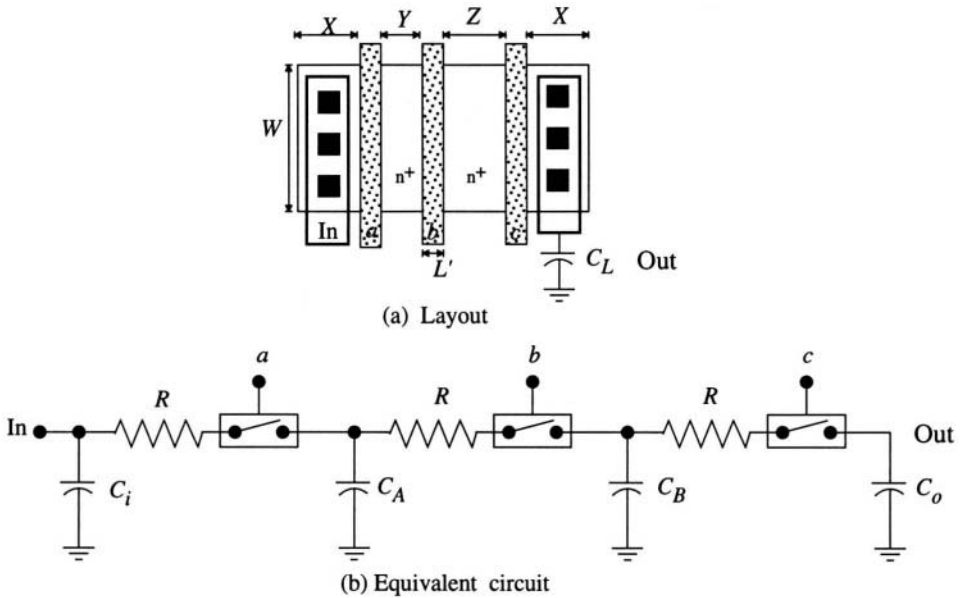 X Y Z X
W
n+ n+
In a b c
L'
C_L Out
(a) Layout
a b c
R R R
In Out
C_i C_A C_B C_o
(b) Equivalent circuit